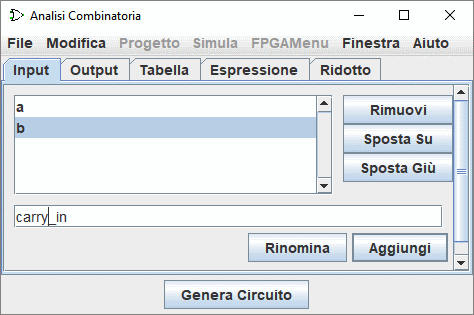 Analisi Combinatoria
File Modifica Progetto Simula FPGAMenu Finestra Aiuto
Input Output Tabella Espressione Ridotto
a
b
Rimuovi
Sposta Su
Sposta Giù
carry_in
Rinomina Aggiungi
Genera Circuito